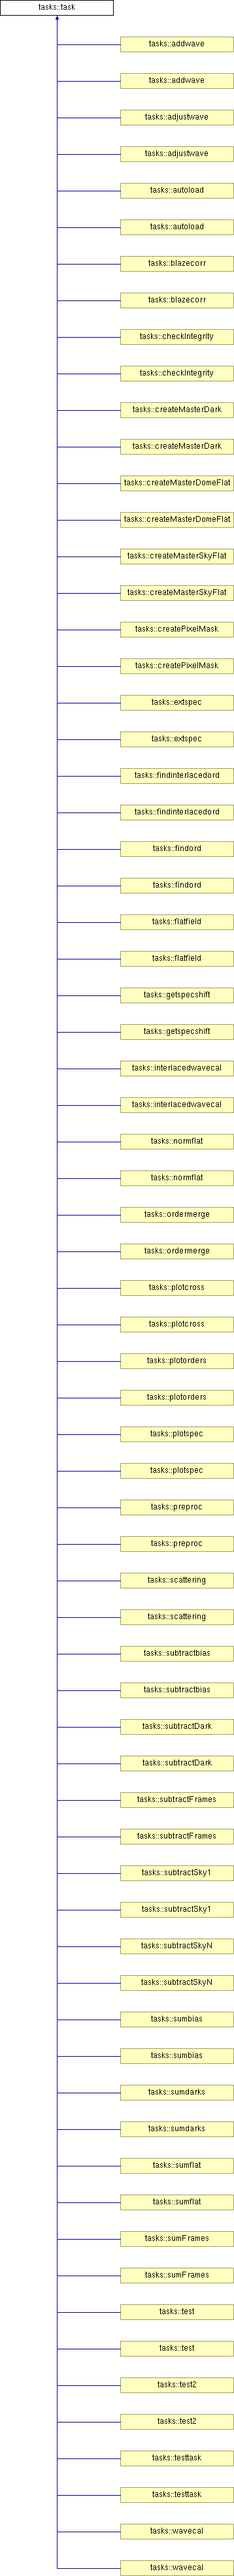 tasks::task
tasks::addwave
tasks::addwave
tasks::adjustwave
tasks::adjustwave
tasks::autoload
tasks::autoload
tasks::blazecorr
tasks::blazecorr
tasks::checkIntegrity
tasks::checkIntegrity
tasks::createMasterDark
tasks::createMasterDark
tasks::createMasterDomeFlat
tasks::createMasterDomeFlat
tasks::createMasterSkyFlat
tasks::createMasterSkyFlat
tasks::createPixelMask
tasks::createPixelMask
tasks::extspec
tasks::extspec
tasks::findinterlacedord
tasks::findinterlacedord
tasks::findord
tasks::findord
tasks::flatfield
tasks::flatfield
tasks::getspecshift
tasks::getspecshift
tasks::interlacedwavecal
tasks::interlacedwavecal
tasks::normflat
tasks::normflat
tasks::ordermerge
tasks::ordermerge
tasks::plotcross
tasks::plotcross
tasks::plotorders
tasks::plotorders
tasks::plotspec
tasks::plotspec
tasks::preproc
tasks::preproc
tasks::scattering
tasks::scattering
tasks::subtractbias
tasks::subtractbias
tasks::subtractDark
tasks::subtractDark
tasks::subtractFrames
tasks::subtractFrames
tasks::subtractSky1
tasks::subtractSky1
tasks::subtractSkyN
tasks::subtractSkyN
tasks::sumbias
tasks::sumbias
tasks::sumdarks
tasks::sumdarks
tasks::sumflat
tasks::sumflat
tasks::sumFrames
tasks::sumFrames
tasks::test
tasks::test
tasks::test2
tasks::test2
tasks::testtask
tasks::testtask
tasks::wavecal
tasks::wavecal